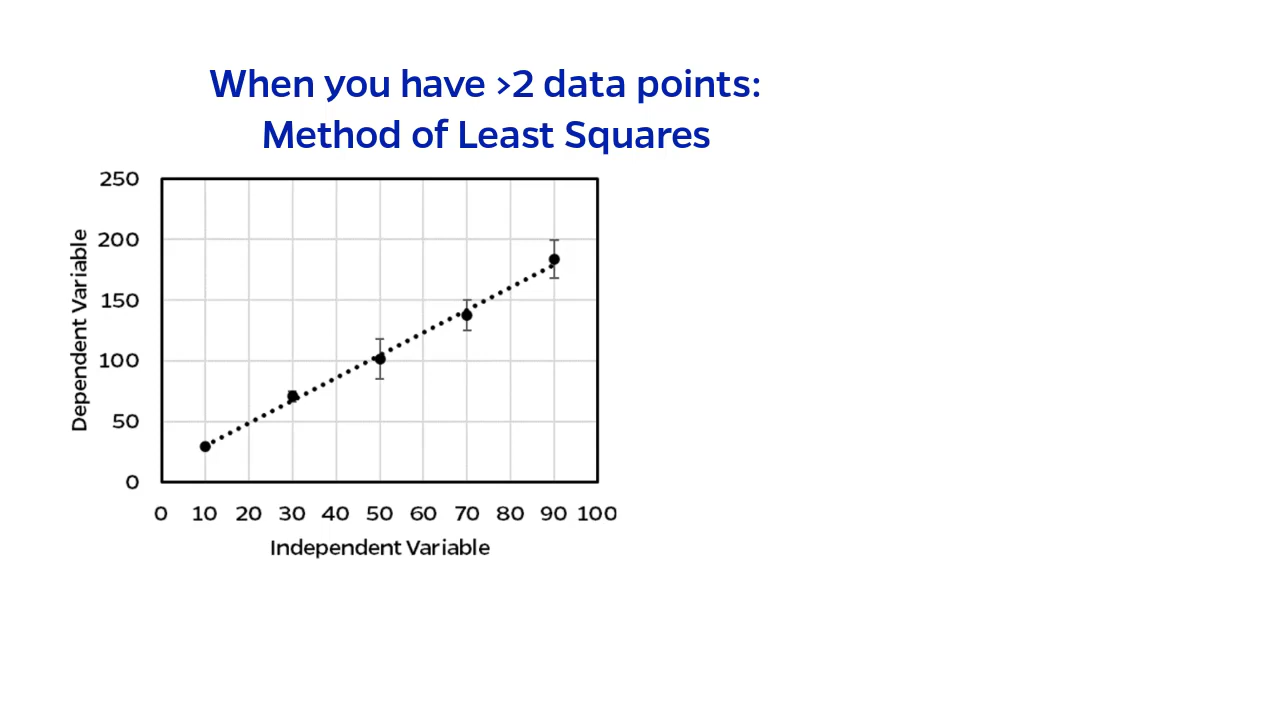 When you have >2 data points:
Method of Least Squares
250
200
150
100
50
0
Dependent Variable
0 10 20 30 40 50 60 70 80 90 100
Independent Variable